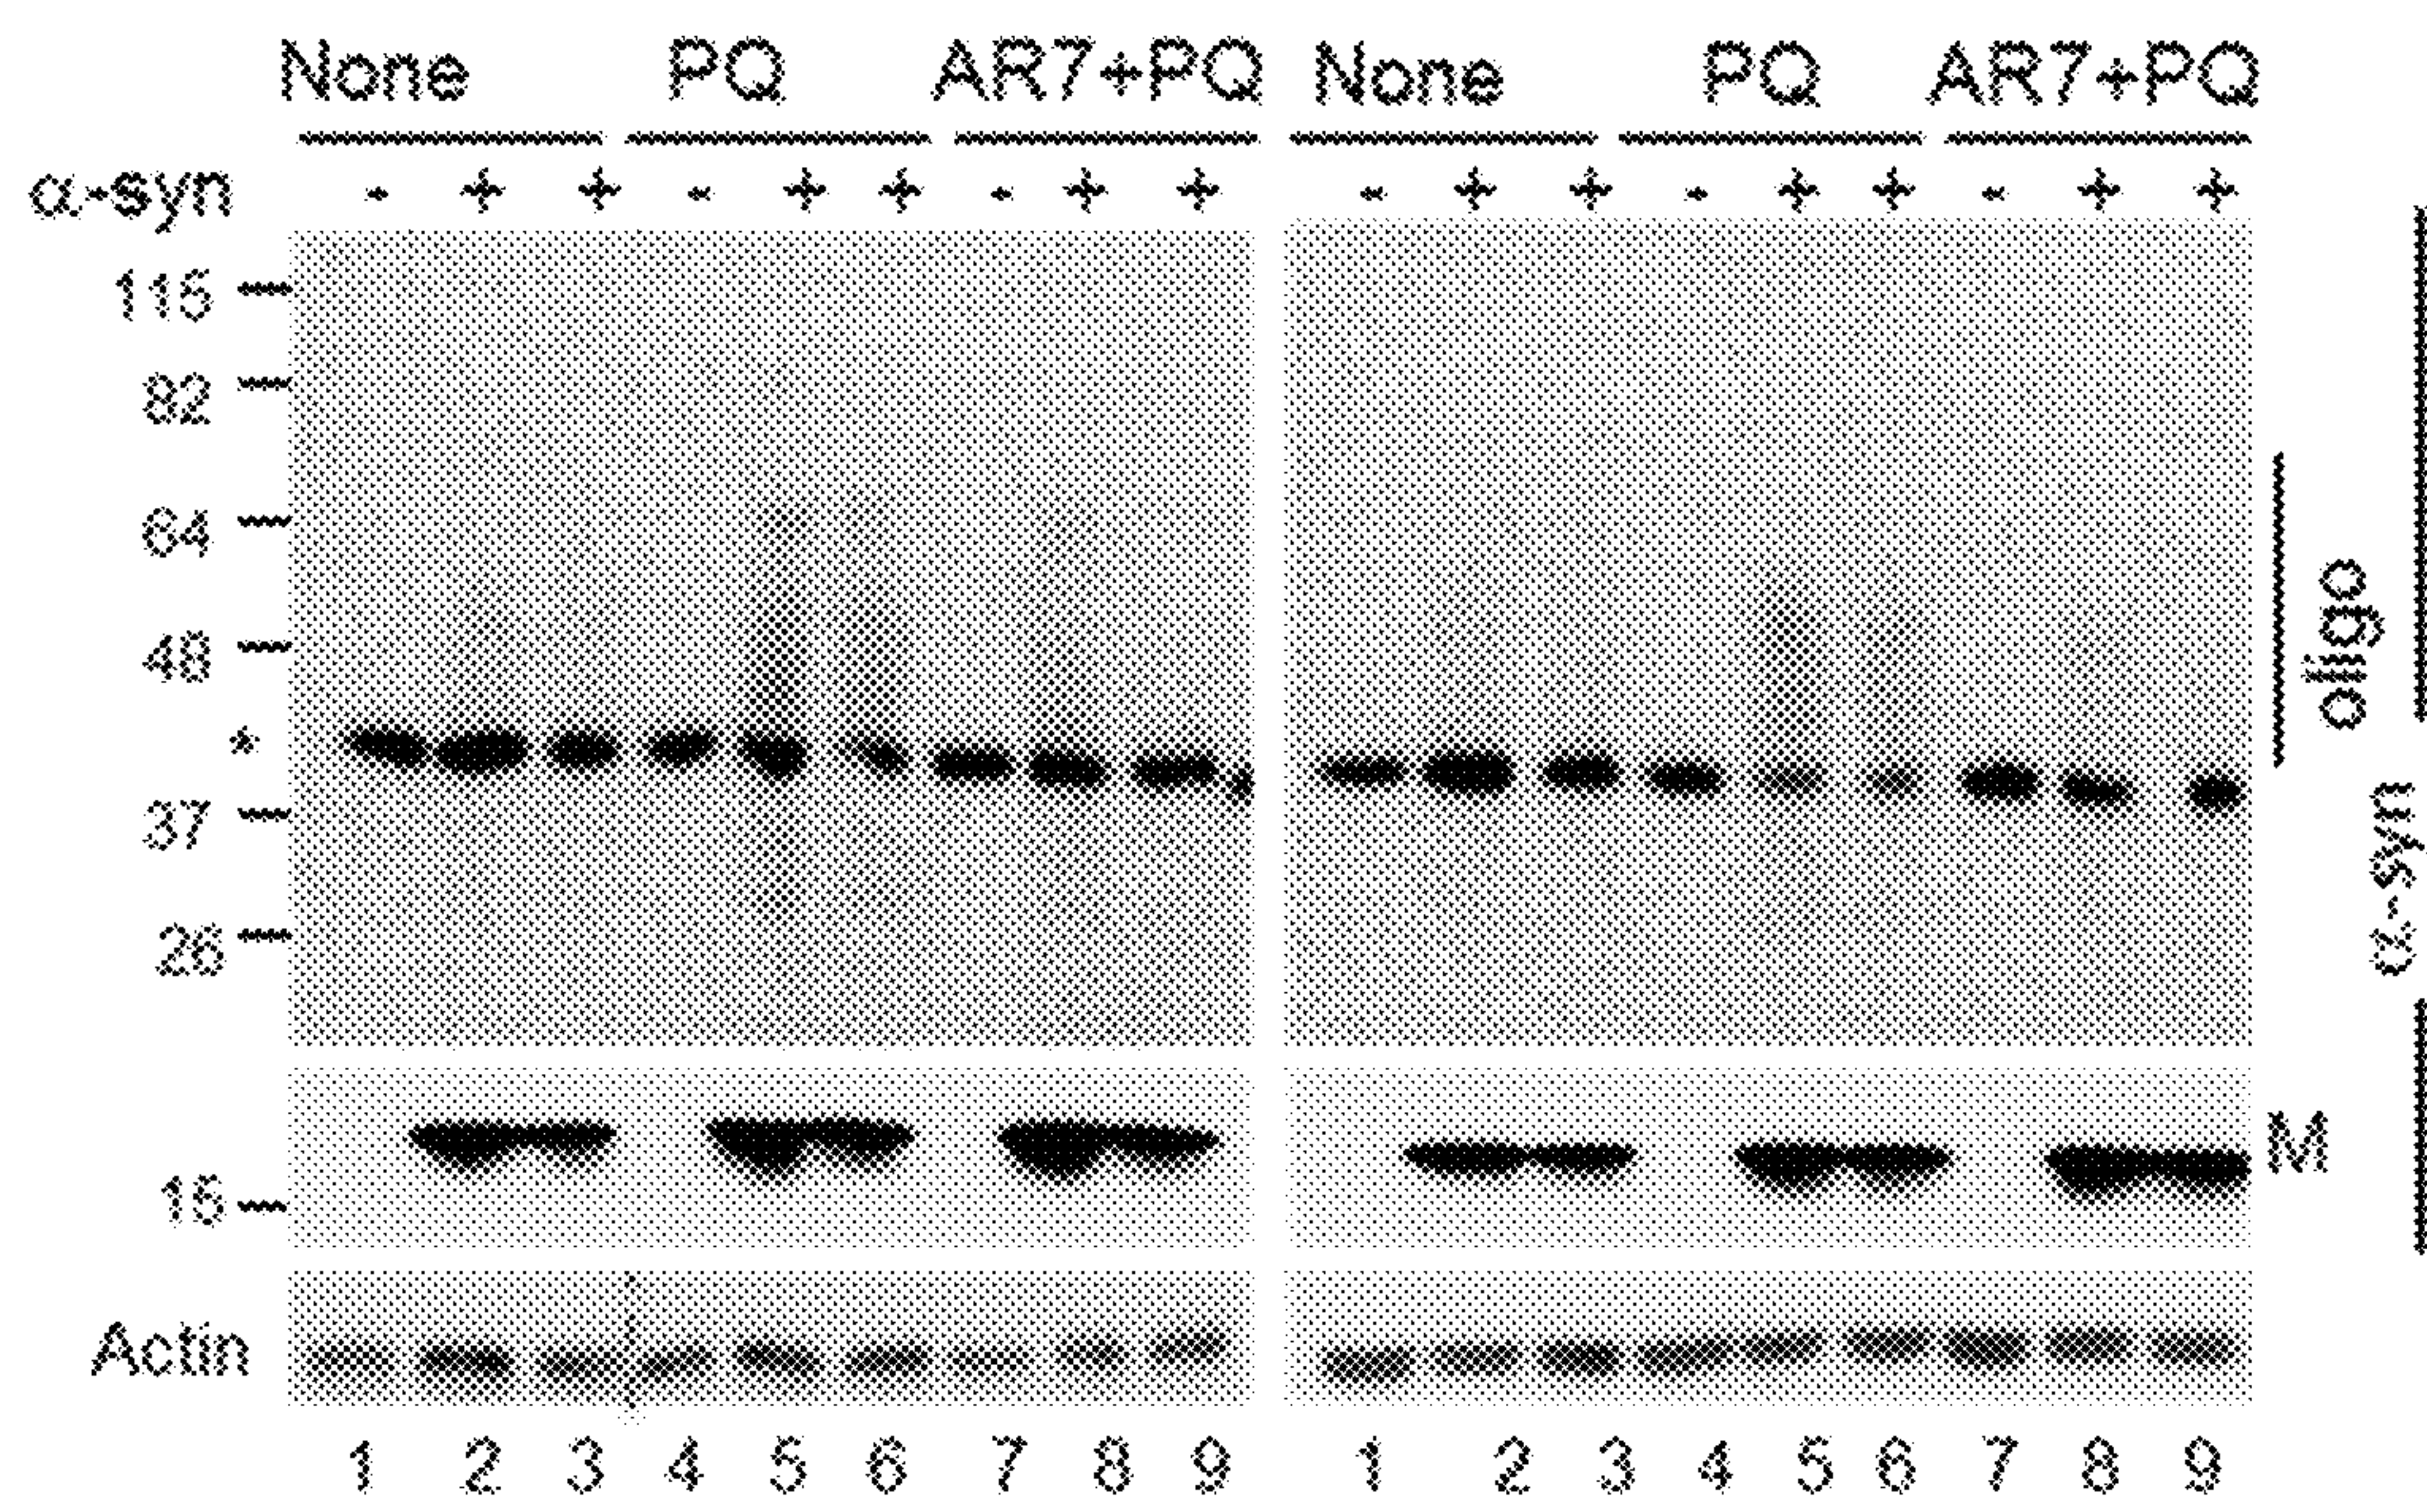 None PQ AR7+PQ None PQ AR7+PQ
α-syn - + + - + + - + + - + + - + + - + +
115
82
64
48
*
37
26
15
Actin
1 2 3 4 5 6 7 8 9 1 2 3 4 5 6 7 8 9
oligo
α-syn
M